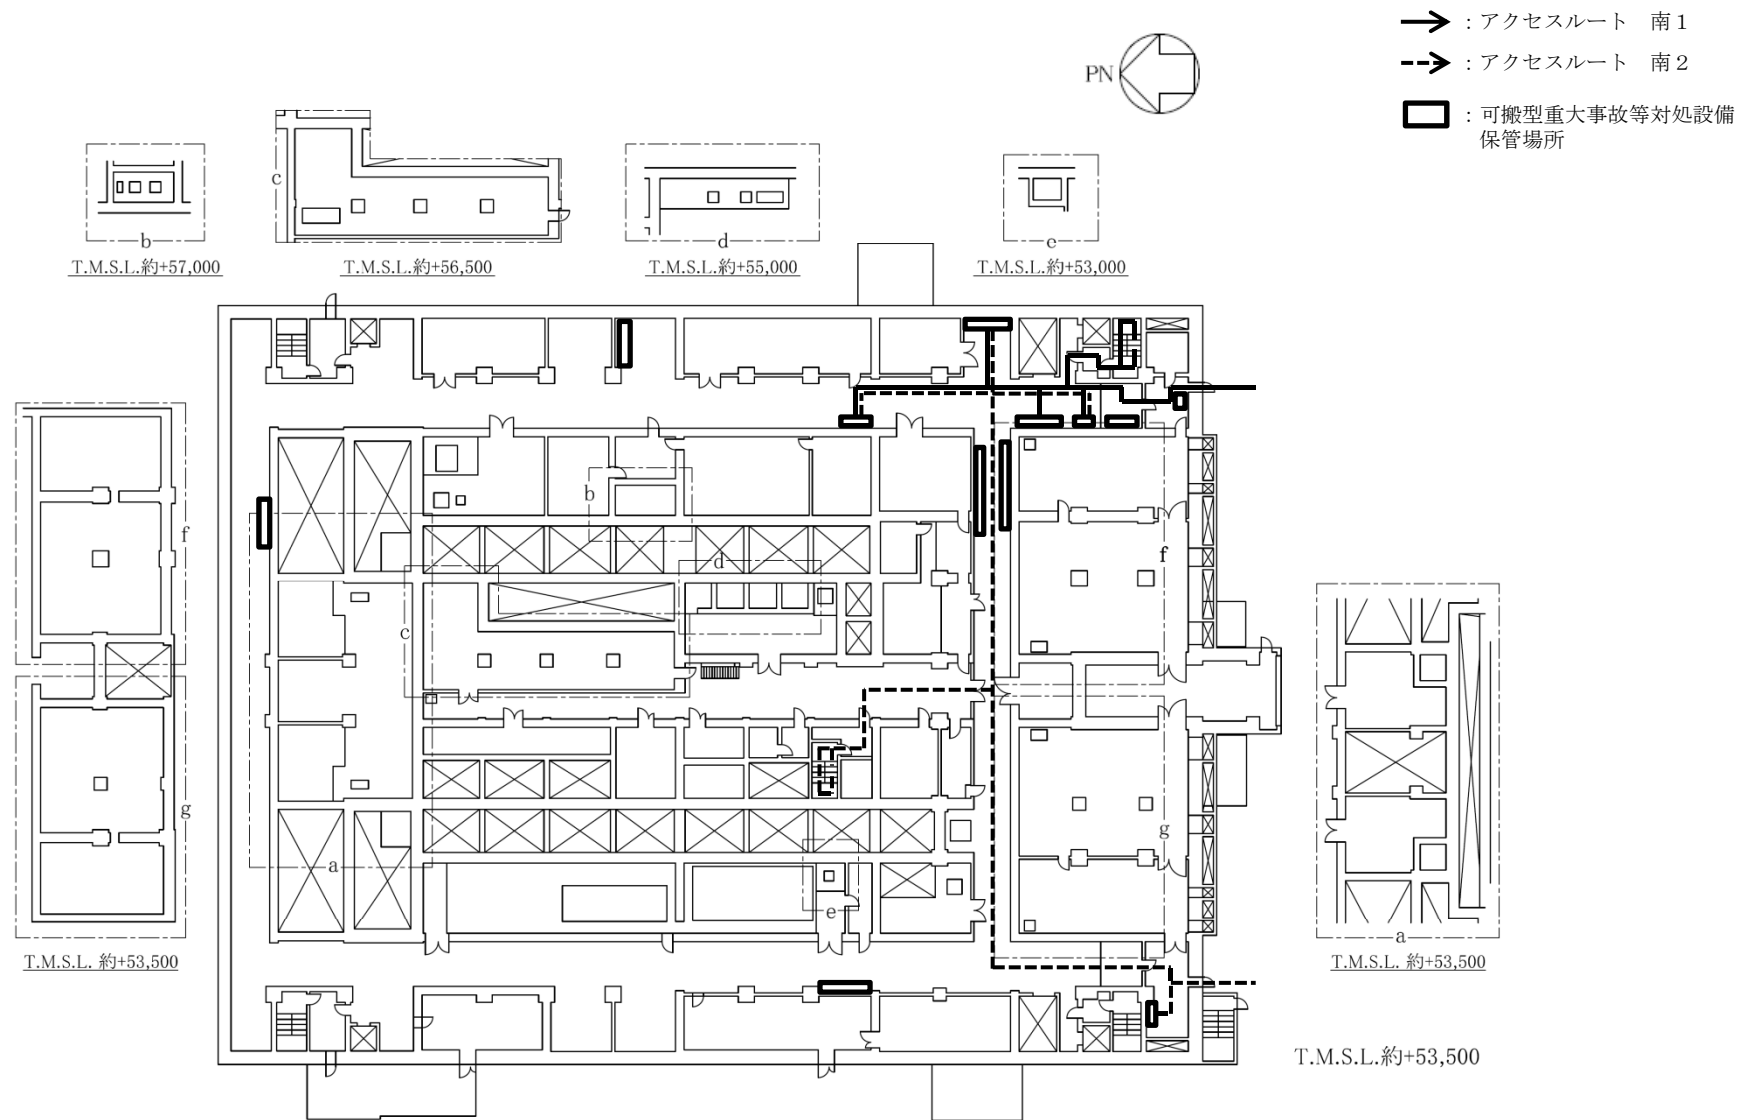 ：アクセスルート　南１
：アクセスルート　南２
：可搬型重大事故等対処設備
保管場所
PN
b
T.M.S.L.約+57,000
c
T.M.S.L.約+56,500
d
T.M.S.L.約+55,000
e
T.M.S.L.約+53,000
f
g
T.M.S.L. 約+53,500
b
d
c
a
e
f
g
a
T.M.S.L. 約+53,500
T.M.S.L.約+53,500